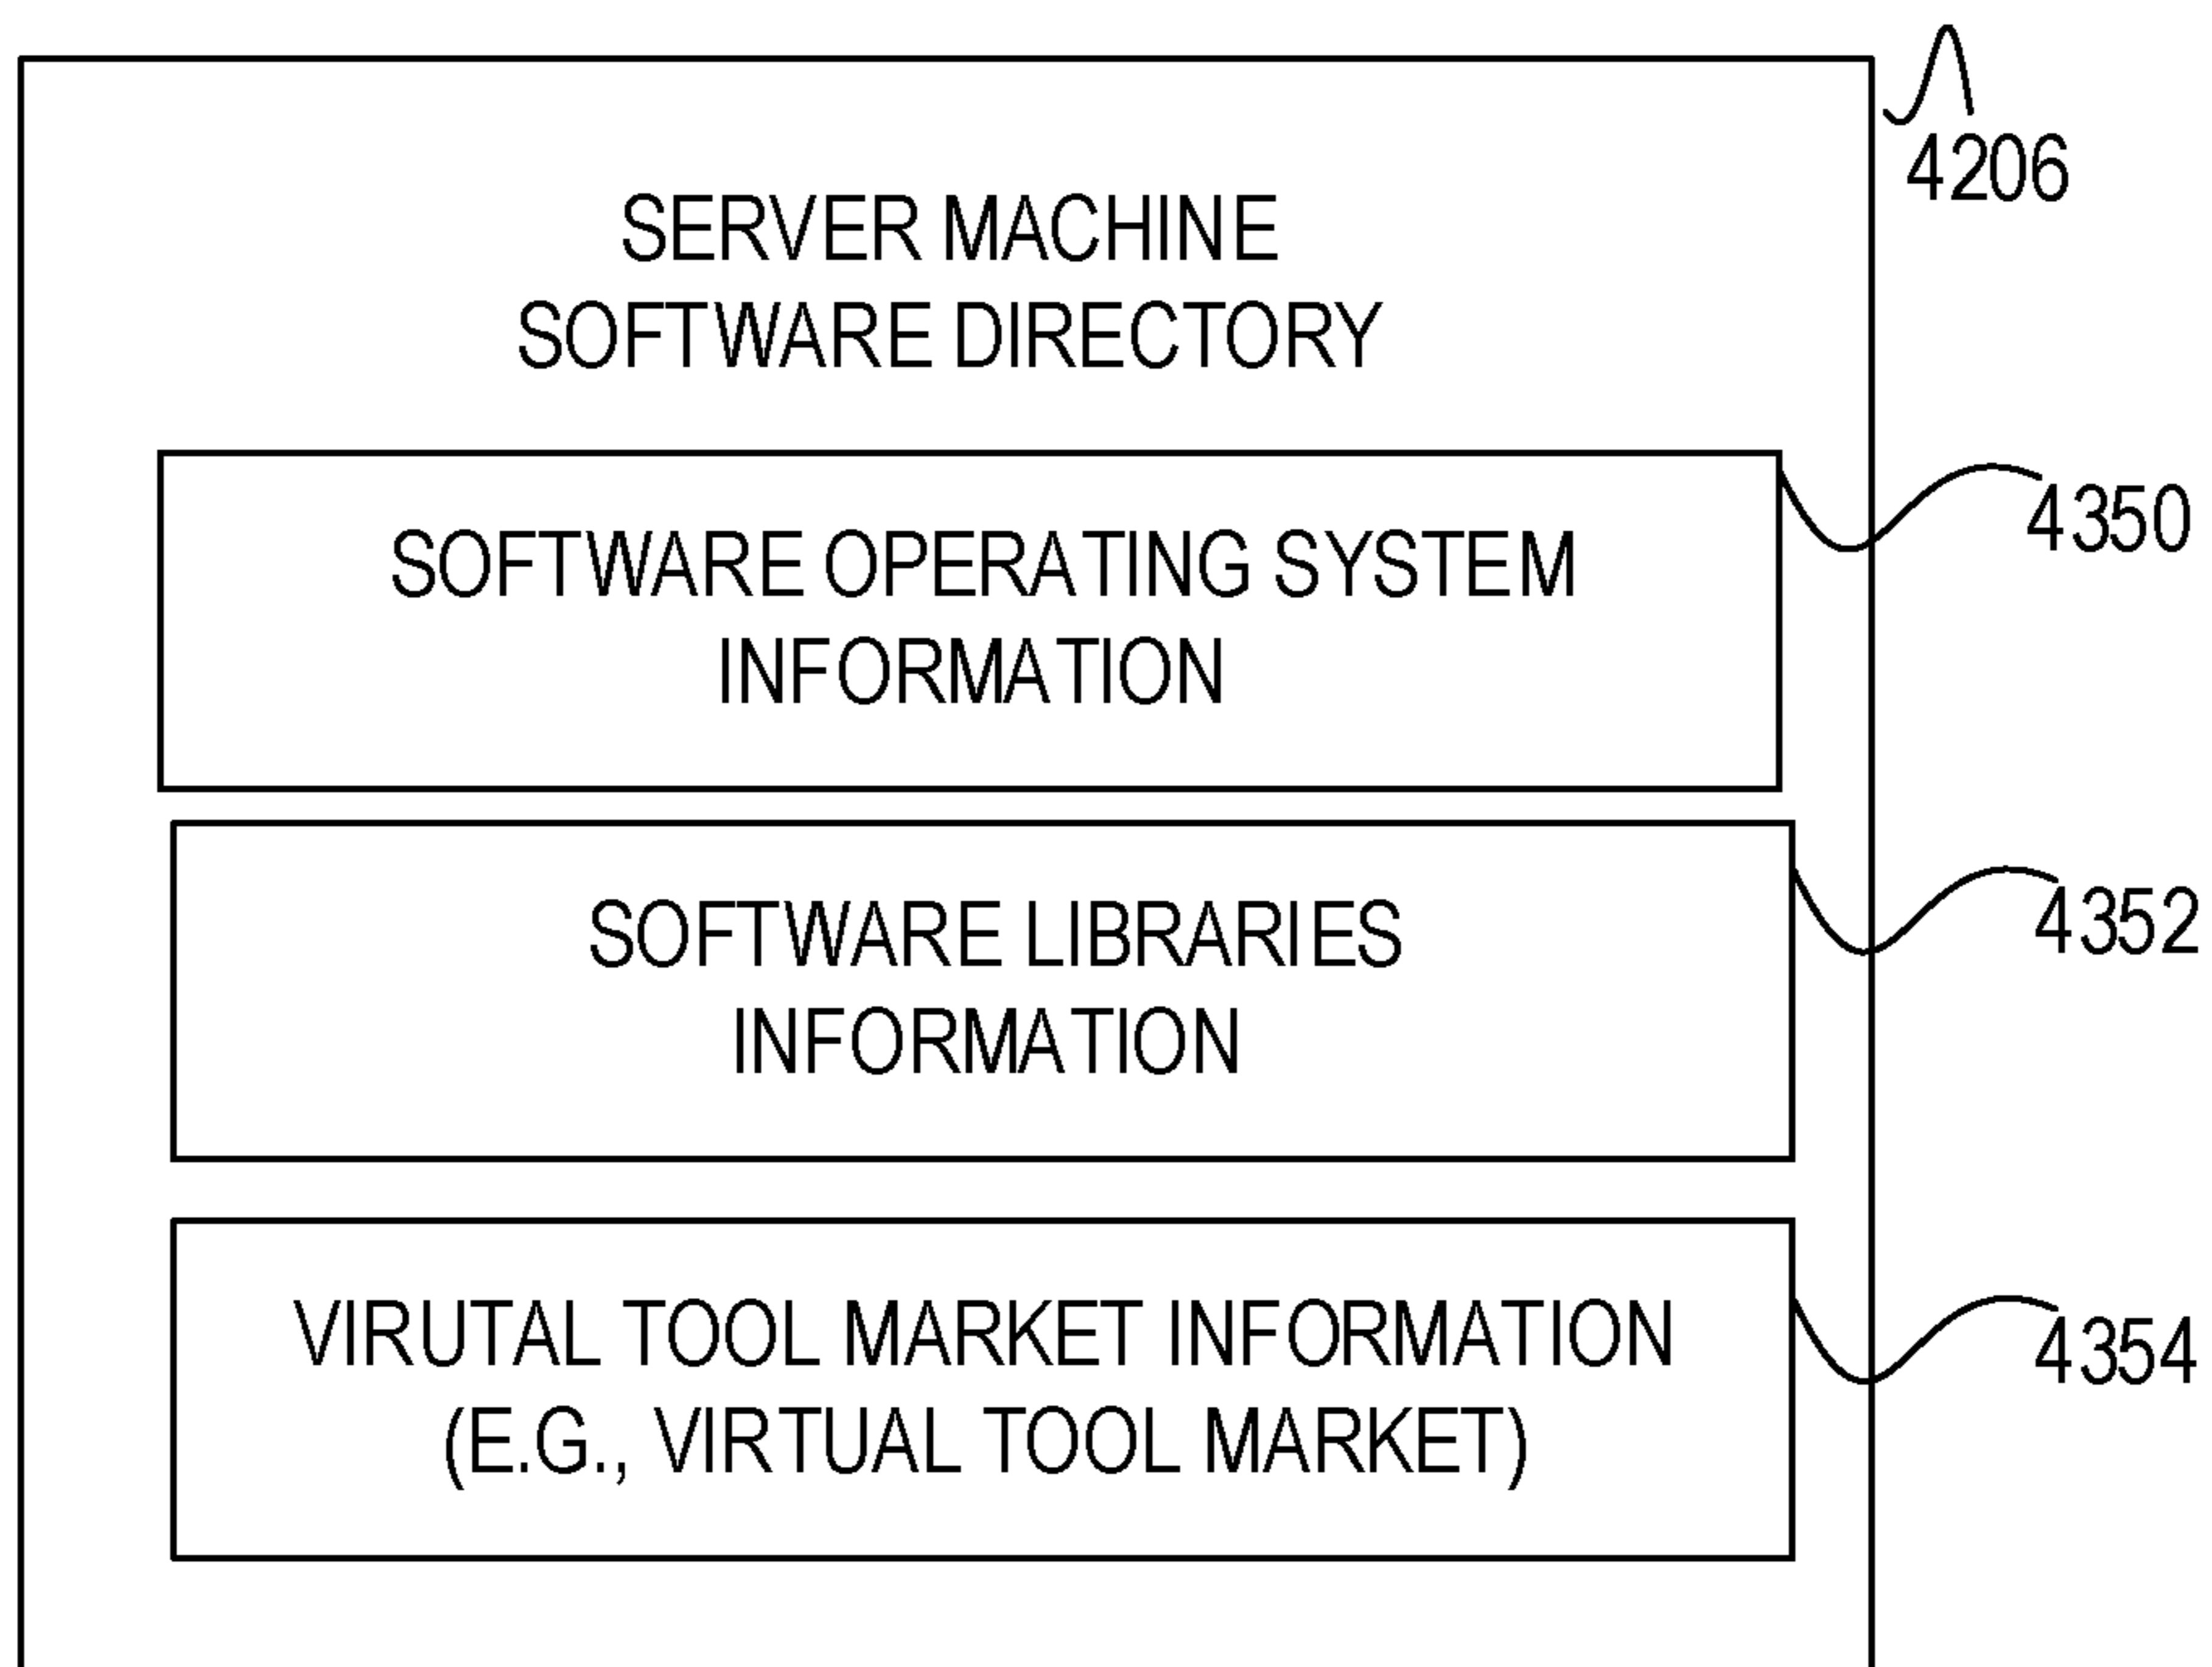 4206
SERVER MACHINE
SOFTWARE DIRECTORY
4350
SOFTWARE OPERATING SYSTEM
INFORMATION
4352
SOFTWARE LIBRARIES
INFORMATION
4354
VIRUTAL TOOL MARKET INFORMATION
(E.G., VIRTUAL TOOL MARKET)